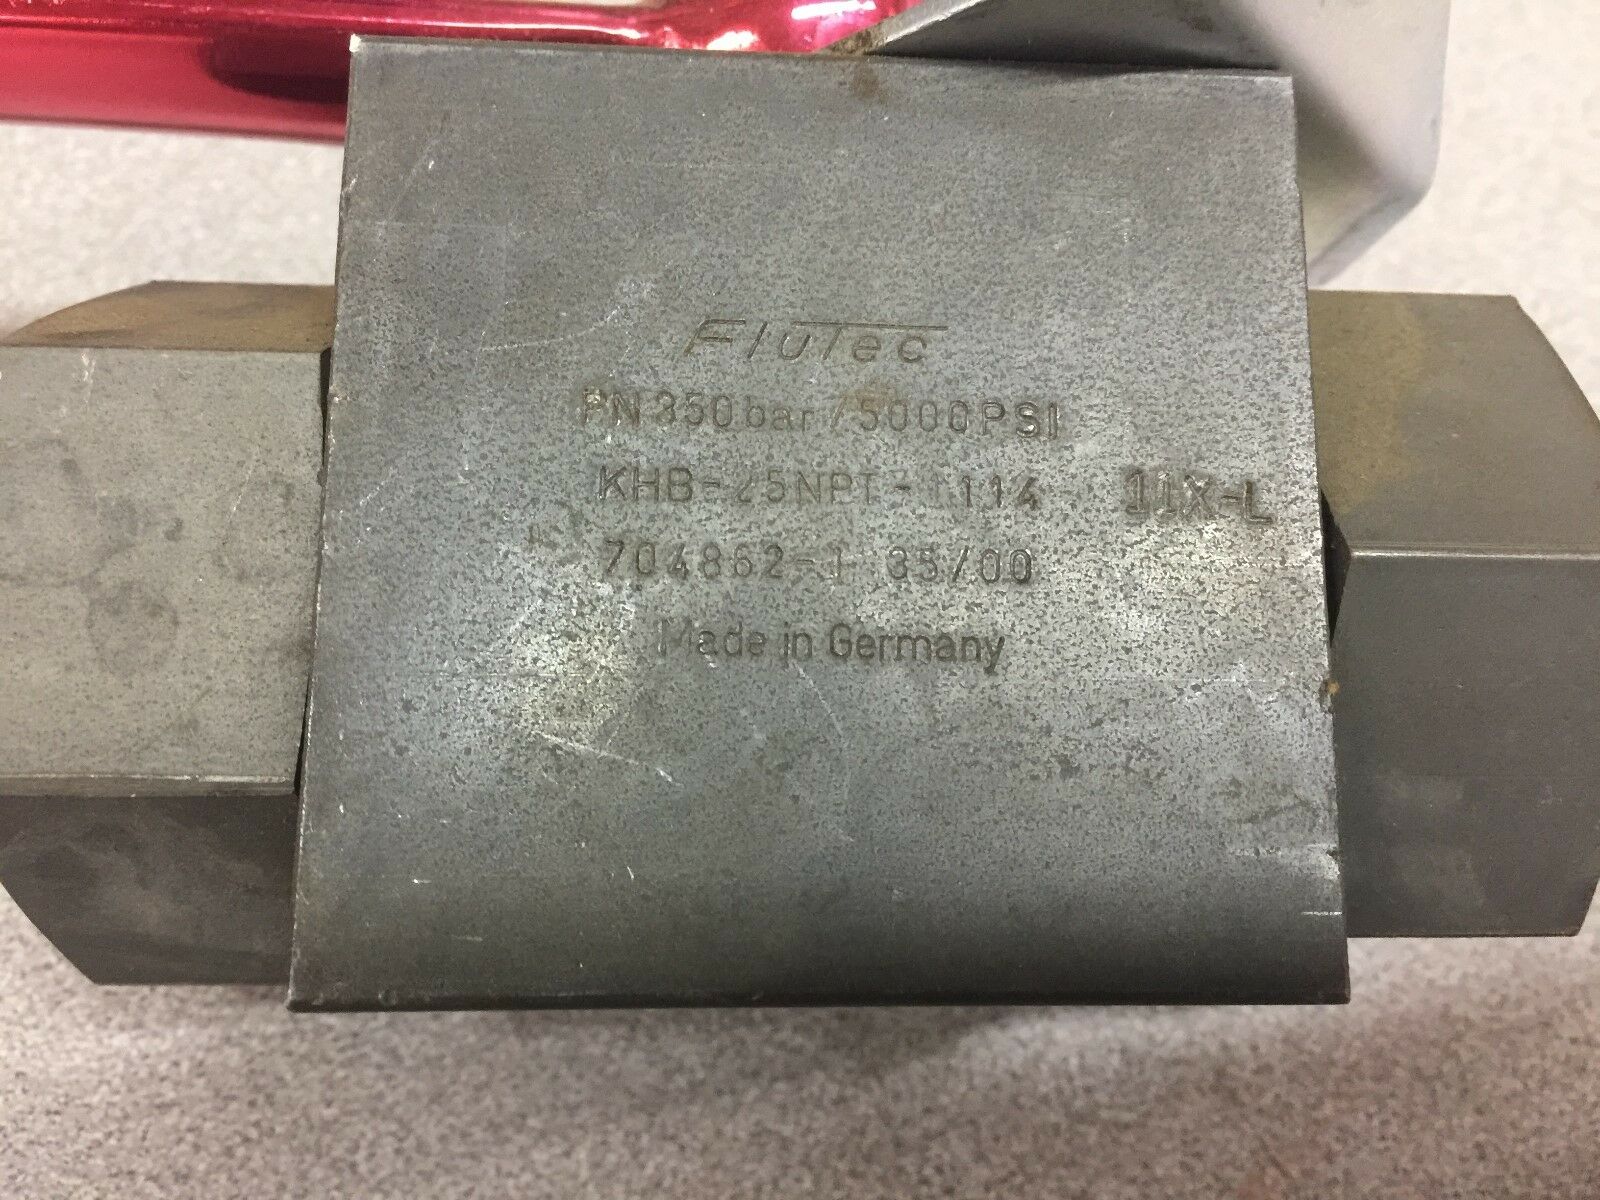 FluTec
PN 350 bar / 5000 PSI
KHB-25NPT-1114 11X-L
704862-1 35/00
Made in Germany